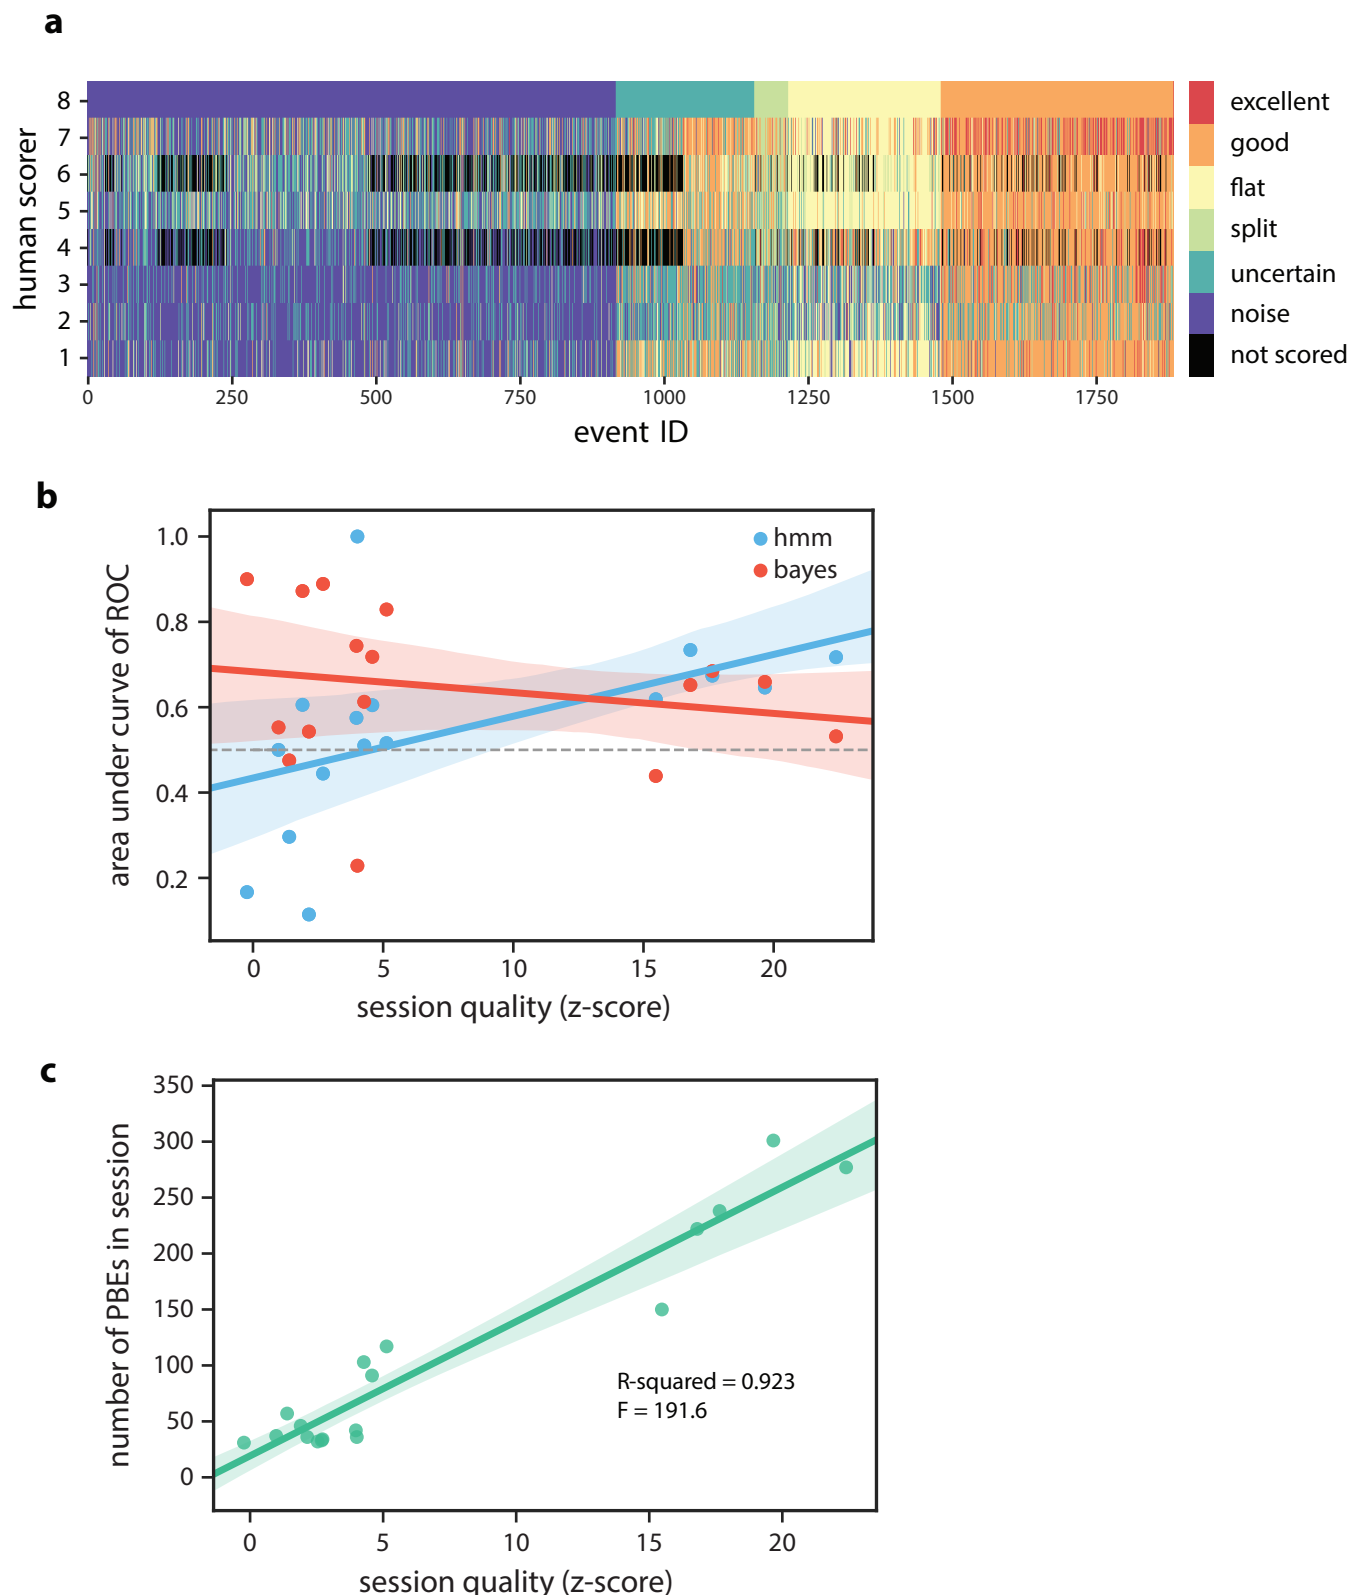 a
human scorer
8
7
6
5
4
3
2
1
0 250 500 750 1000 1250 1500 1750
event ID
excellent
good
flat
split
uncertain
noise
not scored
b
area under curve of ROC
1.0
0.8
0.6
0.4
0.2
hmm
bayes
0 5 10 15 20
session quality (z-score)
c
number of PBEs in session
350
300
250
200
150
100
50
0
R-squared = 0.923
F = 191.6
0 5 10 15 20
session quality (z-score)